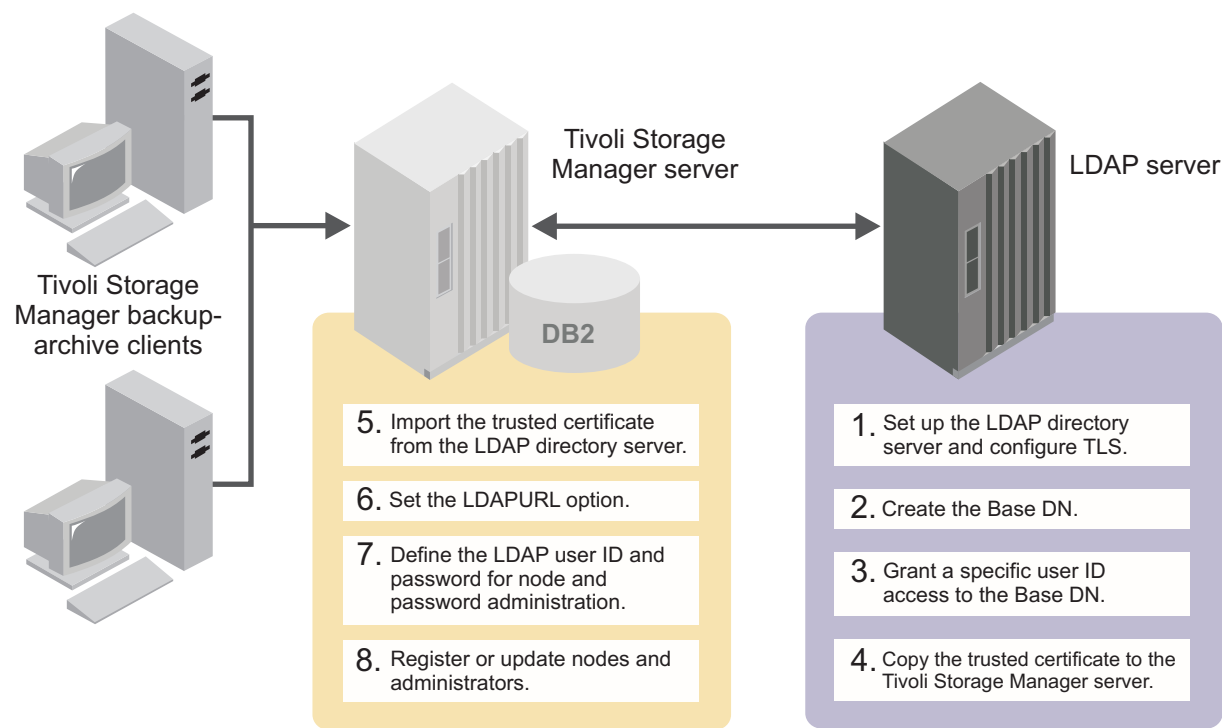 Tivoli Storage
Manager server
LDAP server
Tivoli Storage
Manager backup-
archive clients
DB2
5. Import the trusted certificate
from the LDAP directory server.
6. Set the LDAPURL option.
7. Define the LDAP user ID and
password for node and
password administration.
8. Register or update nodes and
administrators.
1. Set up the LDAP directory
server and configure TLS.
2. Create the Base DN.
3. Grant a specific user ID
access to the Base DN.
4. Copy the trusted certificate to the
Tivoli Storage Manager server.